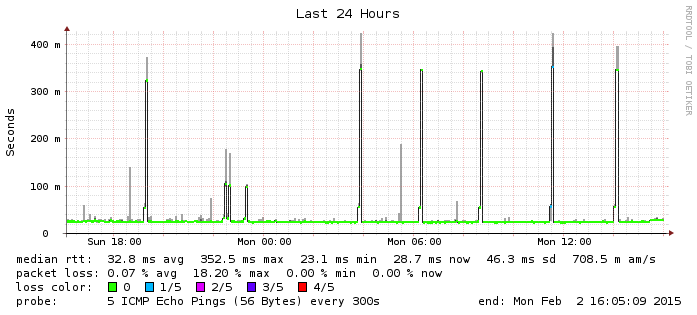 Last 24 Hours
RRDTOOL / TOBI OETIKER
Seconds
400 m
300 m
200 m
100 m
0
Sun 18:00 Mon 00:00 Mon 06:00 Mon 12:00
median rtt: 32.8 ms avg 352.5 ms max 23.1 ms min 28.7 ms now 46.3 ms sd 708.5 m am/s
packet loss: 0.07 % avg 18.20 % max 0.00 % min 0.00 % now
loss color: 0 1/5 2/5 3/5 4/5
probe: 5 ICMP Echo Pings (56 Bytes) every 300s end: Mon Feb 2 16:05:09 2015